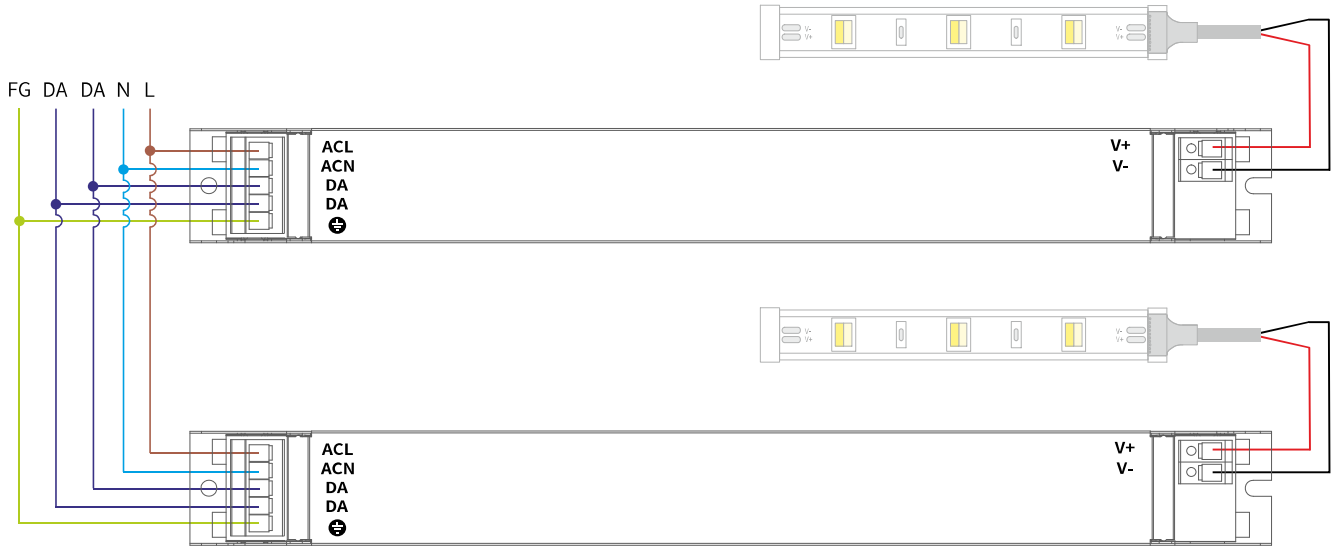 V- V-
V+ V+
FG DA DA N L
ACL V+
ACN V-
DA
DA
V- V-
V+ V+
ACL V+
ACN V-
DA
DA